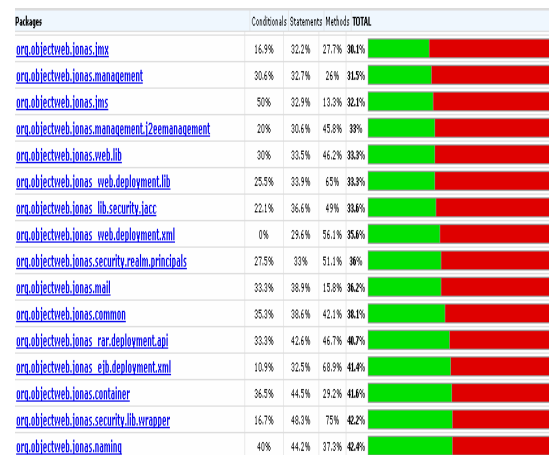 Packages Conditionals Statements Methods TOTAL
org.objectweb.jonas.jmx 16.9% 32.2% 27.7% 30.1%
org.objectweb.jonas.management 30.6% 32.7% 26% 31.5%
org.objectweb.jonas.jms 50% 32.9% 13.3% 32.1%
org.objectweb.jonas.management.j2eemanagement 20% 30.6% 45.8% 33%
org.objectweb.jonas.web.lib 30% 33.5% 46.2% 33.3%
org.objectweb.jonas_web.deployment.lib 25.5% 33.9% 65% 33.3%
org.objectweb.jonas_lib.security.jacc 22.1% 36.6% 49% 33.6%
org.objectweb.jonas_web.deployment.xml 0% 29.6% 56.1% 35.6%
org.objectweb.jonas.security.realm.principals 27.5% 33% 51.1% 36%
org.objectweb.jonas.mail 33.3% 38.9% 15.8% 36.2%
org.objectweb.jonas.common 35.3% 38.6% 42.1% 38.1%
org.objectweb.jonas_rar.deployment.api 33.3% 42.6% 46.7% 40.7%
org.objectweb.jonas_ejb.deployment.xml 10.9% 32.5% 68.9% 41.4%
org.objectweb.jonas.container 36.5% 44.5% 29.2% 41.6%
org.objectweb.jonas.security.lib.wrapper 16.7% 48.3% 75% 42.2%
org.objectweb.jonas.naming 40% 44.2% 37.3% 42.4%